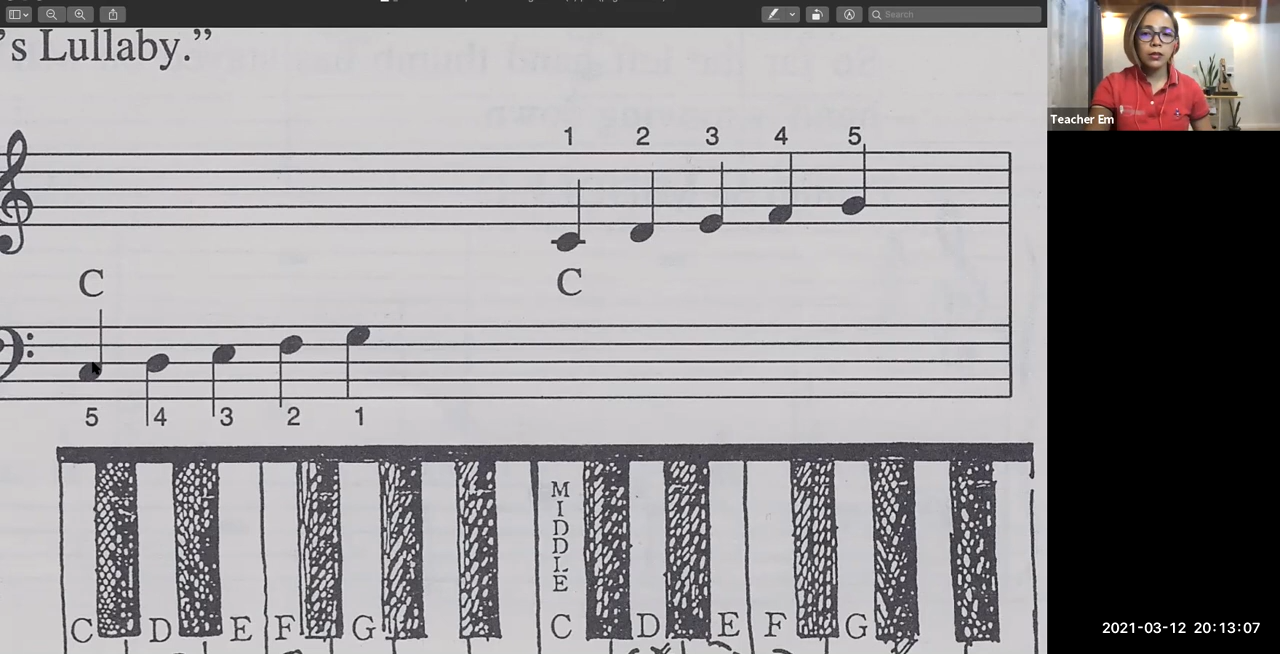 Search
's Lullaby."
Teacher Em
1 2 3 4 5
C C
5 4 3 2 1
MIDDLE
C D E F G C D E F G
2021-03-12 20:13:07